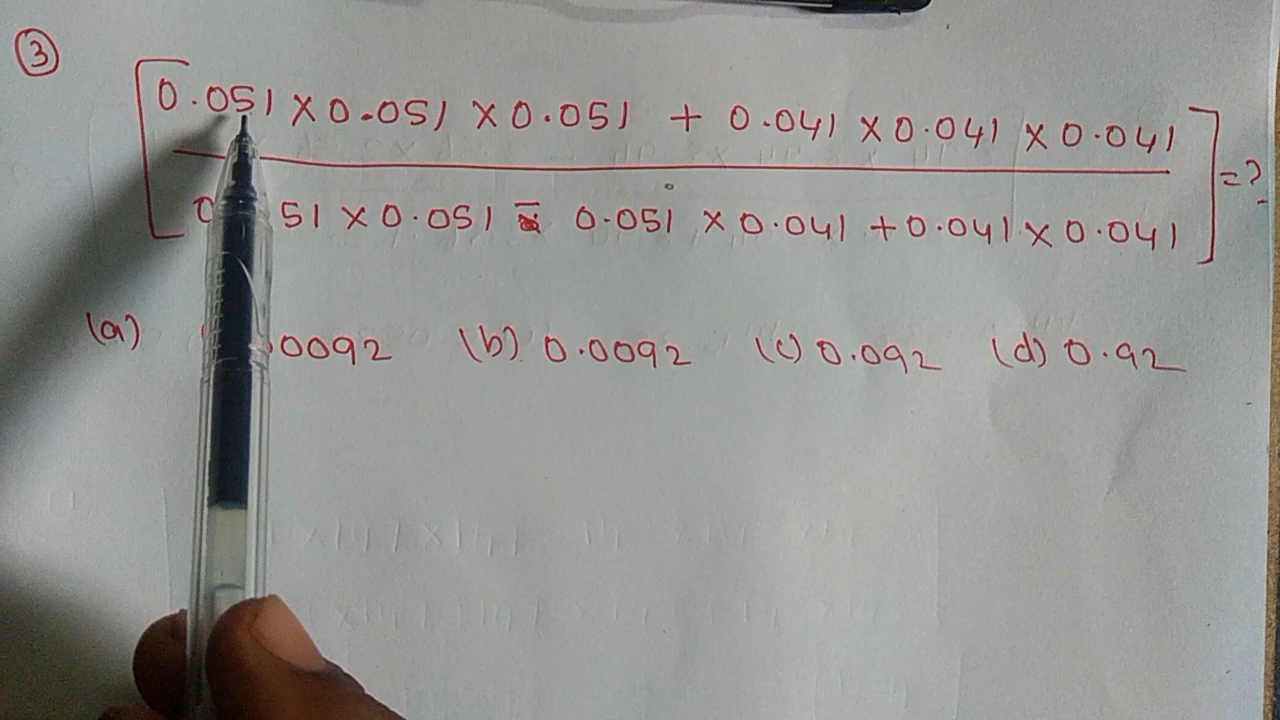 ③
0.051 × 0.051 × 0.051 + 0.041 × 0.041 × 0.041
= ?
51 × 0.051 - 0.051 × 0.041 + 0.041 × 0.041
(a) 0092 (b) 0.0092 (c) 0.092 (d) 0.92